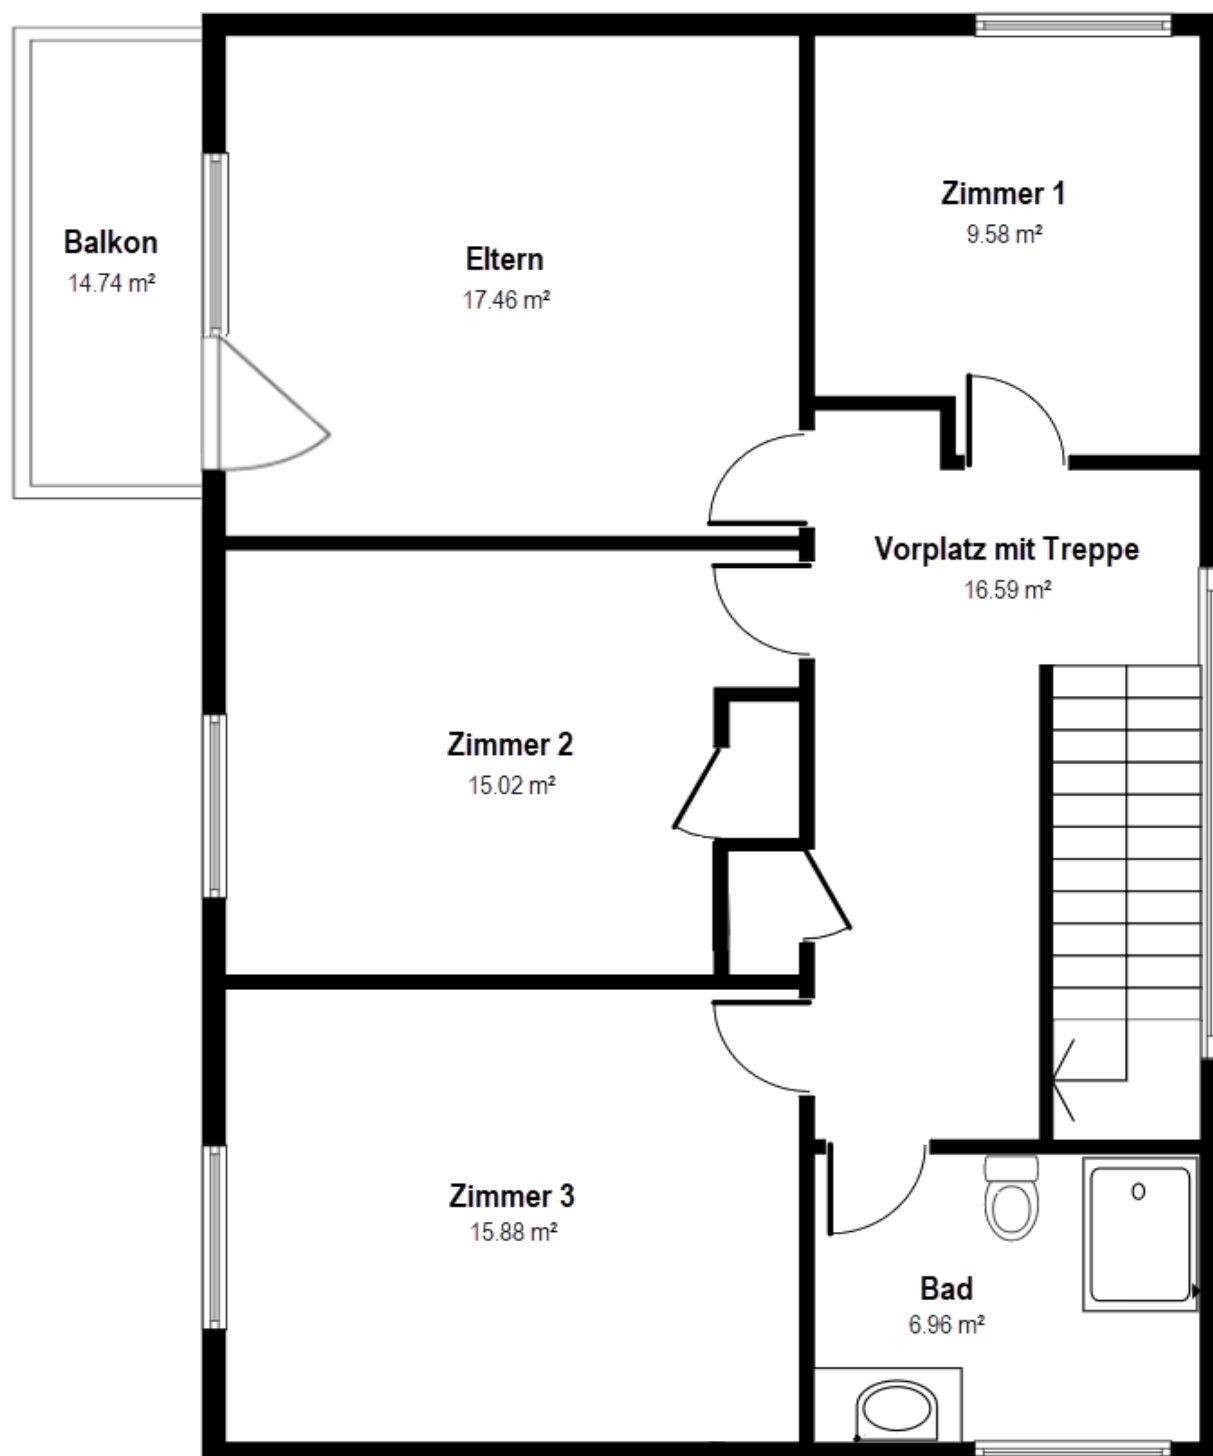 Zimmer 1
9.58 m²
Balkon
14.74 m²
Eltern
17.46 m²
Vorplatz mit Treppe
16.59 m²
Zimmer 2
15.02 m²
Zimmer 3
15.88 m²
Bad
6.96 m²